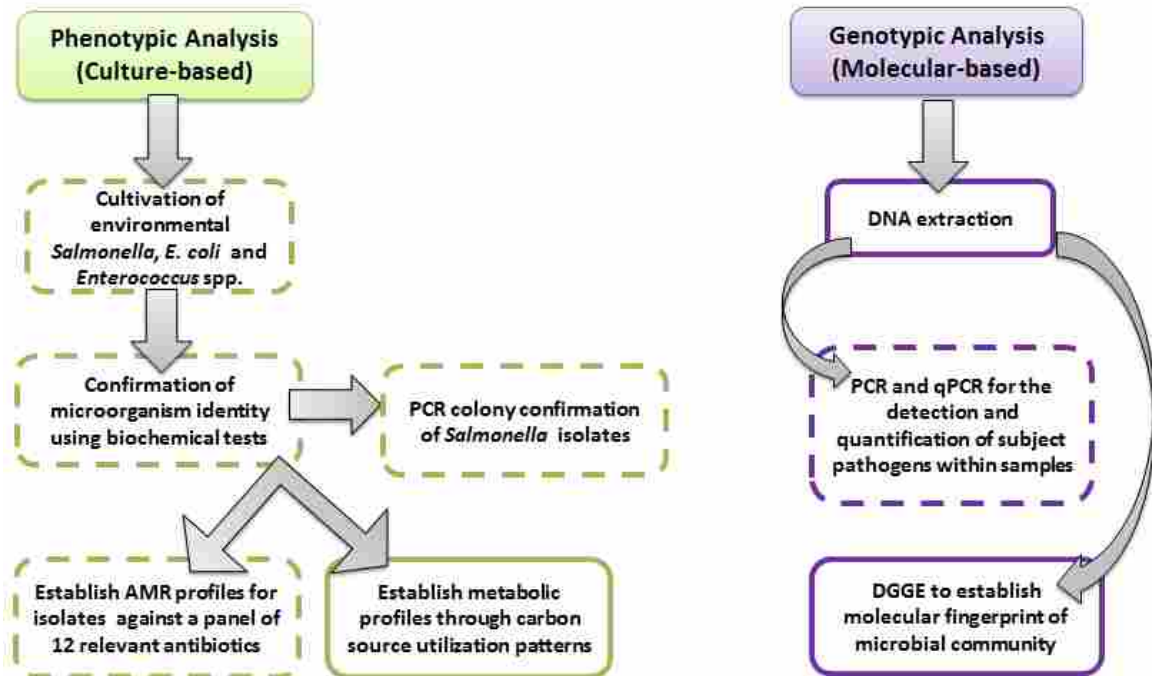 Phenotypic Analysis
(Culture-based)
Cultivation of
environmental
Salmonella, E. coli and
Enterococcus spp.
Confirmation of
microorganism identity
using biochemical tests
PCR colony confirmation
of Salmonella isolates
Establish AMR profiles for
isolates against a panel of
12 relevant antibiotics
Establish metabolic
profiles through carbon
source utilization patterns
Genotypic Analysis
(Molecular-based)
DNA extraction
PCR and qPCR for the
detection and
quantification of subject
pathogens within samples
DGGE to establish
molecular fingerprint of
microbial community